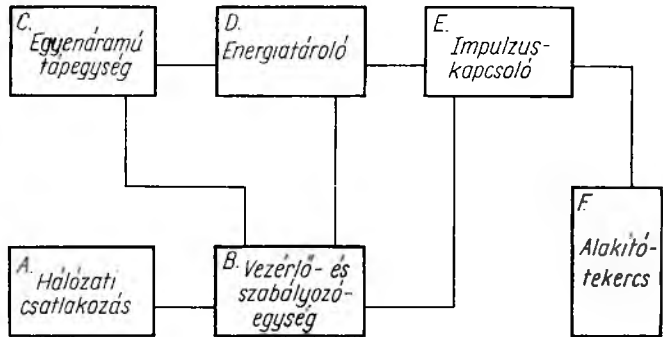 C.
Egyenáramú
tápegység
D.
Energiatároló
E.
Impulzus-
kapcsoló
A.
Hálózati
csatlakozás
B.
Vezérlő- és
szabályozó-
egység
F.
Alakító-
tekercs